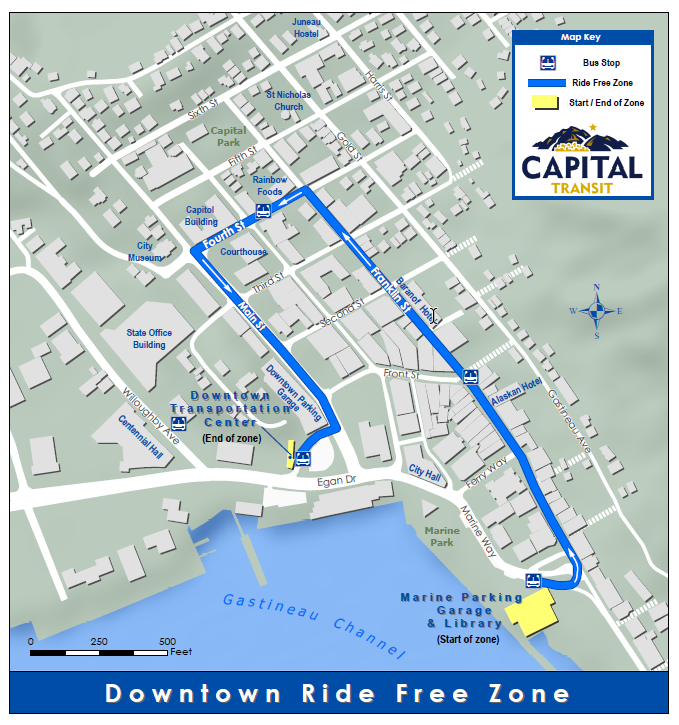 Juneau
Hostel
Map Key
Bus Stop
Ride Free Zone
Start / End of Zone
CAPITAL
TRANSIT
Harris St
St Nicholas
Church
Sixth St
Capital
Park
Gold St
Fifth St
Rainbow
Foods
Capitol
Building
Fourth St
City
Museum
Courthouse
Third St
Franklin St
Baranof Hotel
Main St
Second St
N
W
E
S
State Office
Building
Front St
Downtown Parking
Garage
Alaskan Hotel
Gastineau Ave
Downtown
Transportation
Center
(End of zone)
Willoughby Ave
Centennial Hall
Egan Dr
City Hall
Ferry Way
Marine Way
Marine
Park
Marine Parking
Garage
& Library
(Start of zone)
Gastineau Channel
0 250 500
Feet
Downtown Ride Free Zone